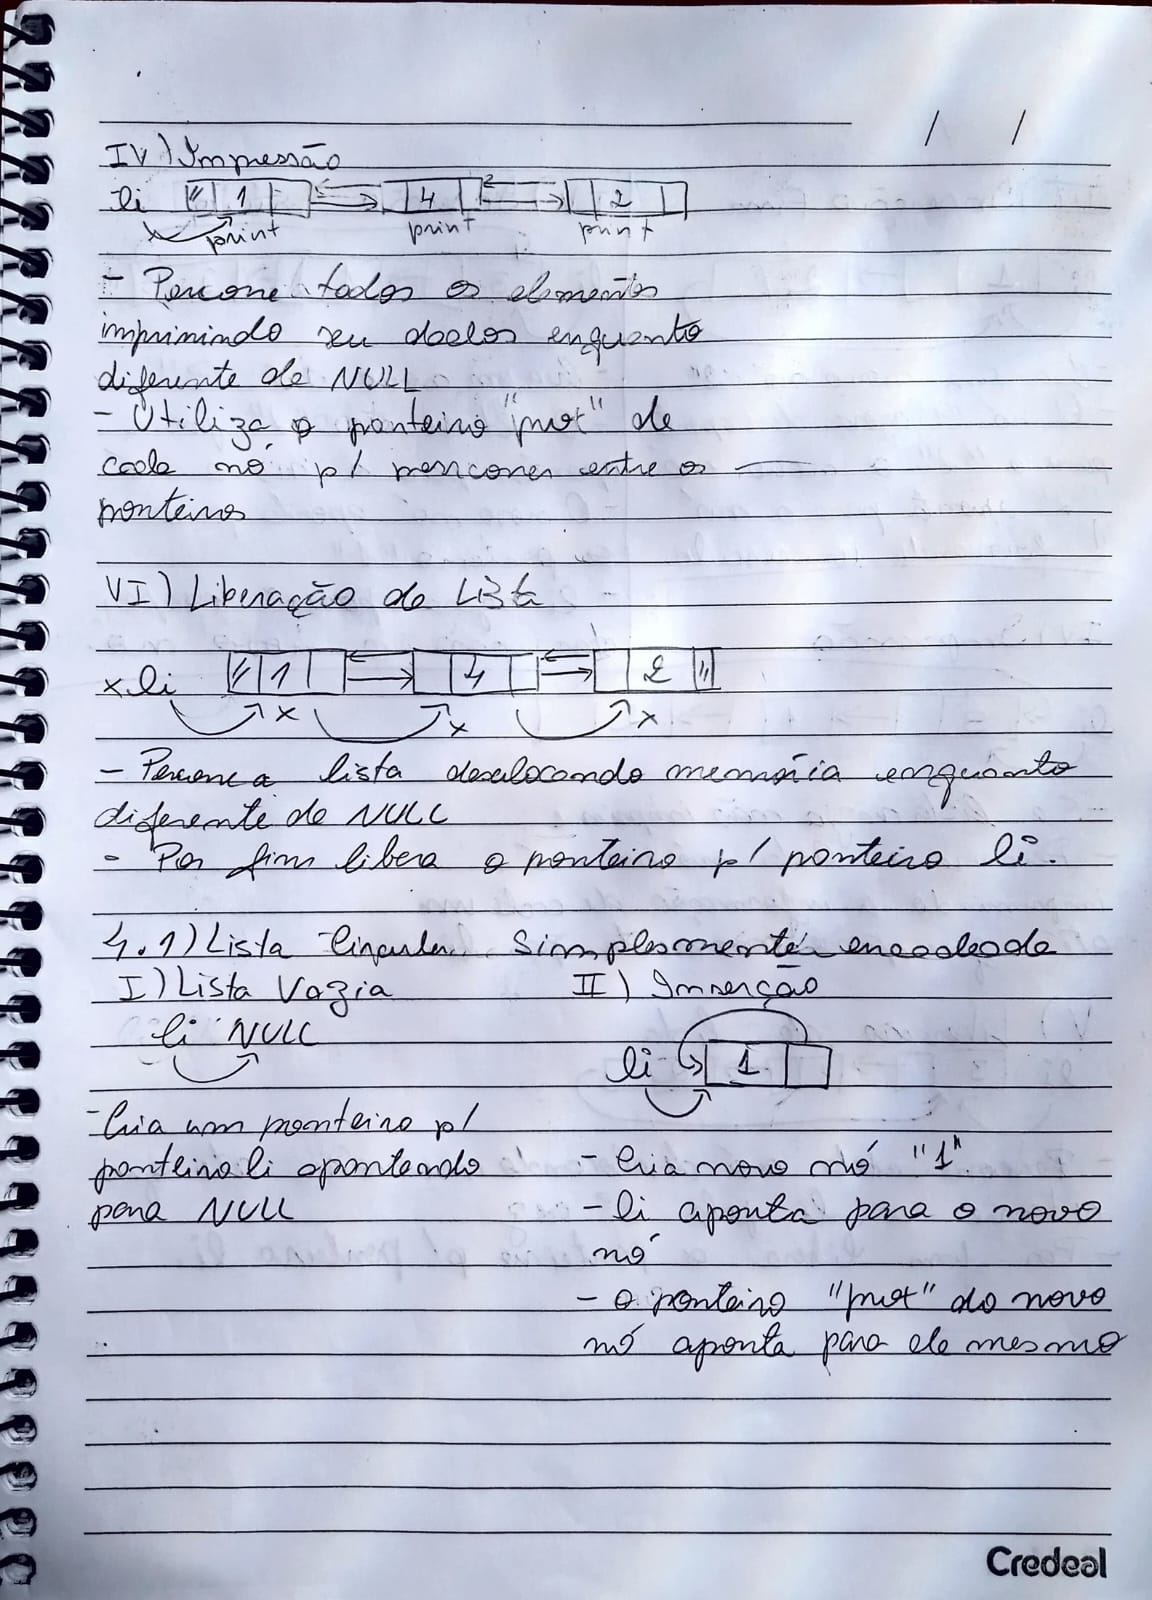 / /
IV) Impressão
li 1 4 2 2
print print print
- Percorre todos os elementos
imprimindo seu dados enquanto
diferente de NULL
- Utiliza o ponteiro "prox" de
cada nó p/ percorrer entre os
ponteiros
VI) Liberação da Lista
x li 1 4 2
x x x
- Percorre a lista desalocando memória enquanto
diferente de NULL
- Por fim libera o ponteiro p/ ponteiro li.
4.1) Lista Circular Simplesmente encadeada
I) Lista Vazia II) Inserção
li NULL
li 1
- Cria um ponteiro p/
ponteiro li apontando
para NULL
- Cria novo nó "1"
- li aponta para o novo
nó
- o ponteiro "prox" do novo
nó aponta para ele mesmo
Credeal